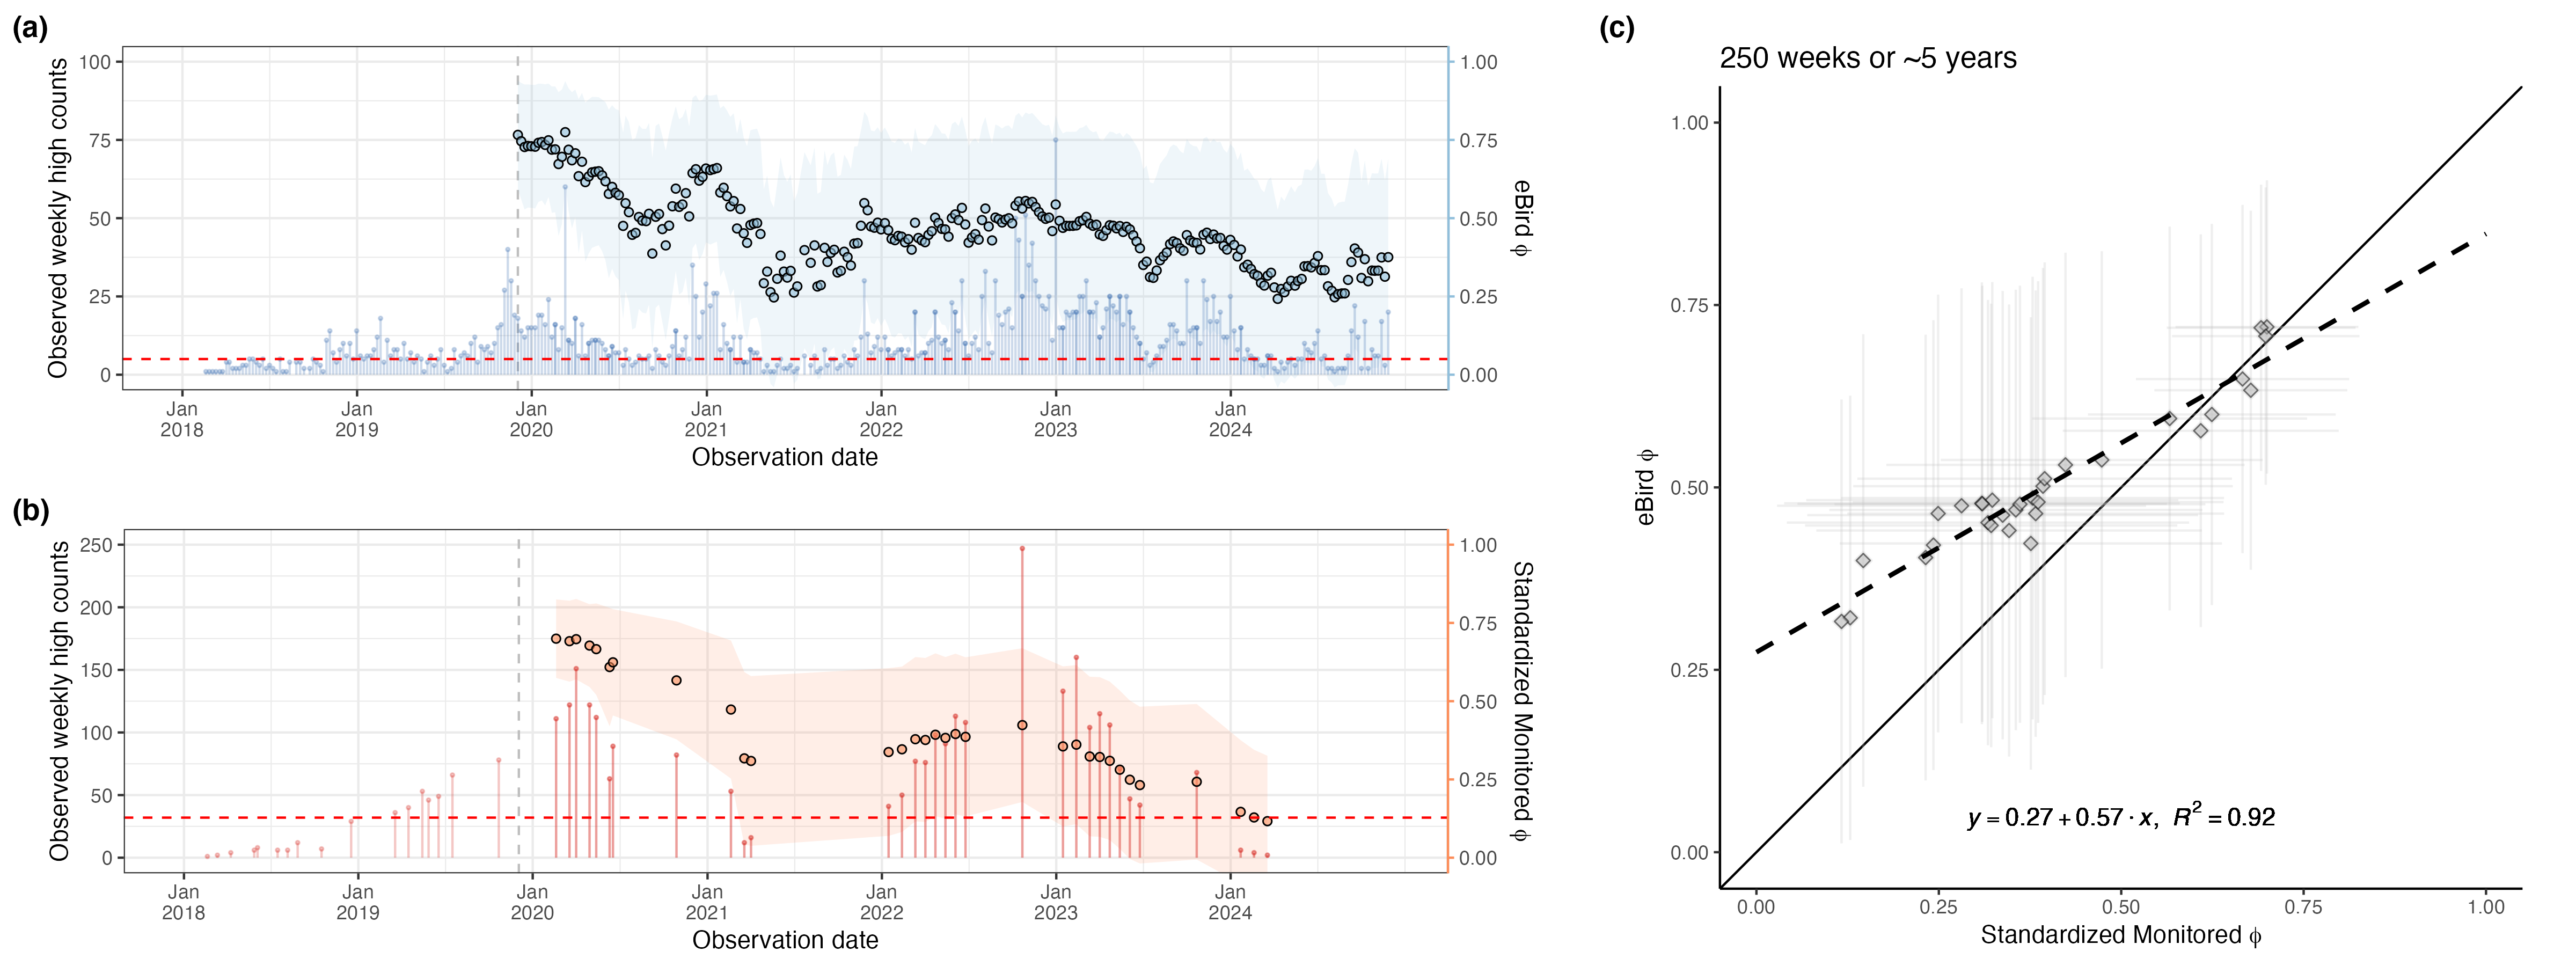 (a)
Observed weekly high counts
100
75
50
25
0
1.00
0.75
0.50
0.25
0.00
eBird ϕ
Jan 2018
Jan 2019
Jan 2020
Jan 2021
Jan 2022
Jan 2023
Jan 2024
Observation date
(b)
Observed weekly high counts
250
200
150
100
50
0
1.00
0.75
0.50
0.25
0.00
Standardized Monitored ϕ
Jan 2018
Jan 2019
Jan 2020
Jan 2021
Jan 2022
Jan 2023
Jan 2024
Observation date
(c)
250 weeks or ~5 years
eBird ϕ
1.00
0.75
0.50
0.25
0.00
y = 0.27 + 0.57 · x, R² = 0.92
0.00 0.25 0.50 0.75 1.00
Standardized Monitored ϕ